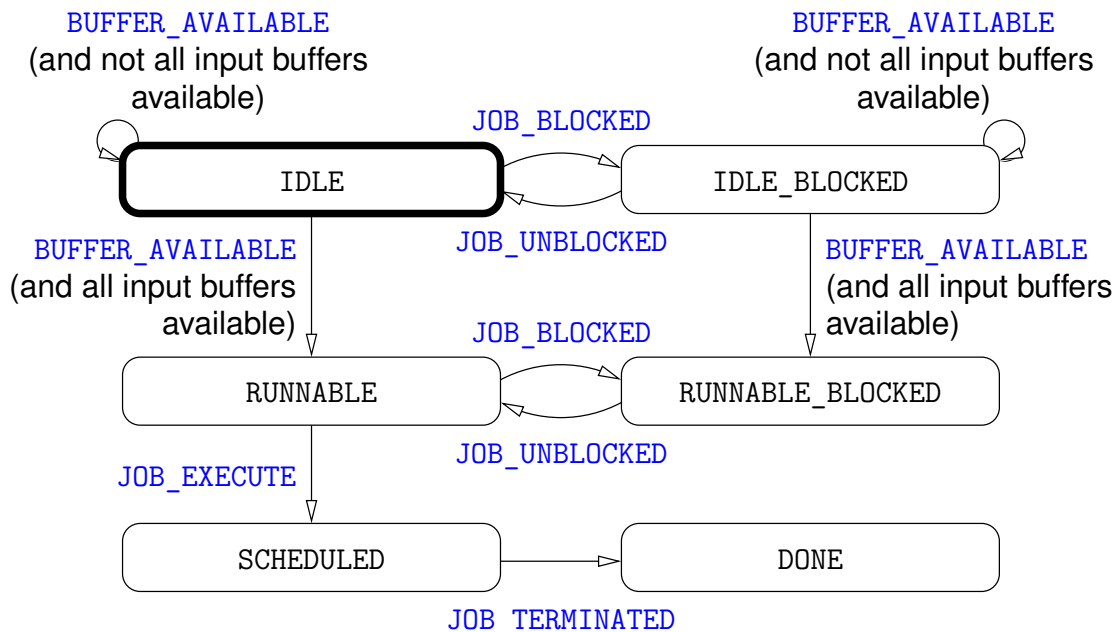 BUFFER_AVAILABLE
(and not all input buffers
available)
BUFFER_AVAILABLE
(and not all input buffers
available)
JOB_BLOCKED
IDLE
IDLE_BLOCKED
JOB_UNBLOCKED
BUFFER_AVAILABLE
(and all input buffers
available)
BUFFER_AVAILABLE
(and all input buffers
available)
JOB_BLOCKED
RUNNABLE
RUNNABLE_BLOCKED
JOB_UNBLOCKED
JOB_EXECUTE
SCHEDULED
DONE
JOB TERMINATED